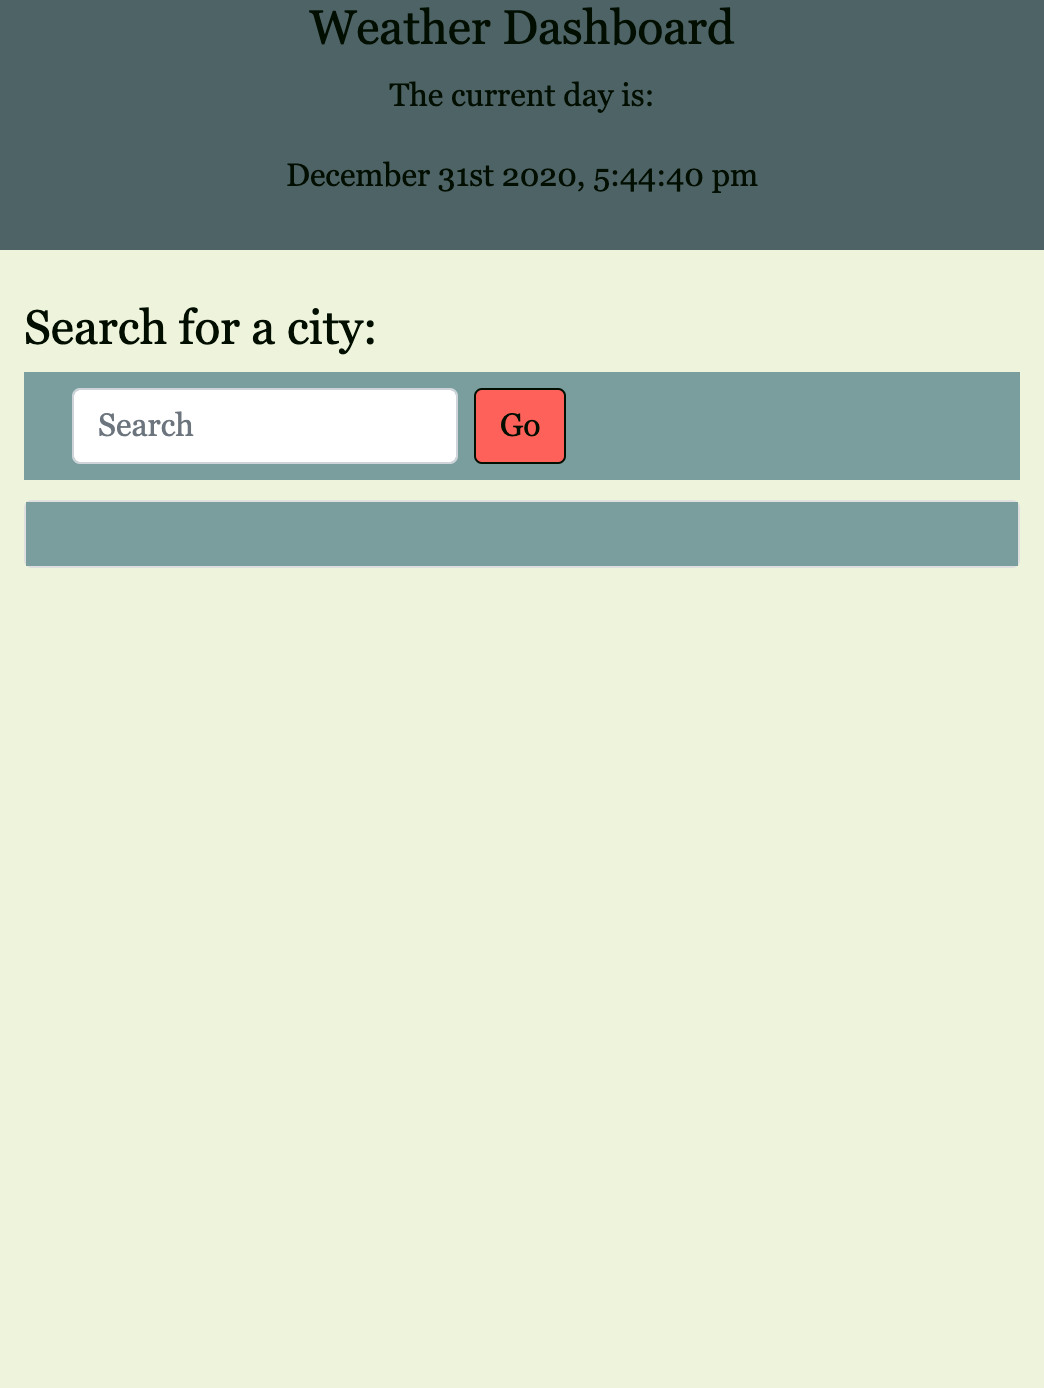 Weather Dashboard
The current day is:
December 31st 2020, 5:44:40 pm
Search for a city:
Search
Go